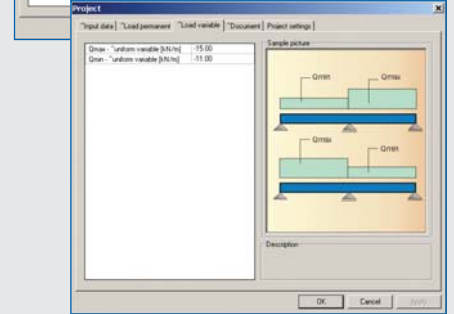 Project
"Input data "Load permanent "Load variable "Document Project settings
Qmax - "uniform variable [kN/m] -15.00
Qmin - "uniform variable [kN/m] -11.00
Sample picture
Qmin Qmax
Qmax Qmin
Description
OK Cancel Apply